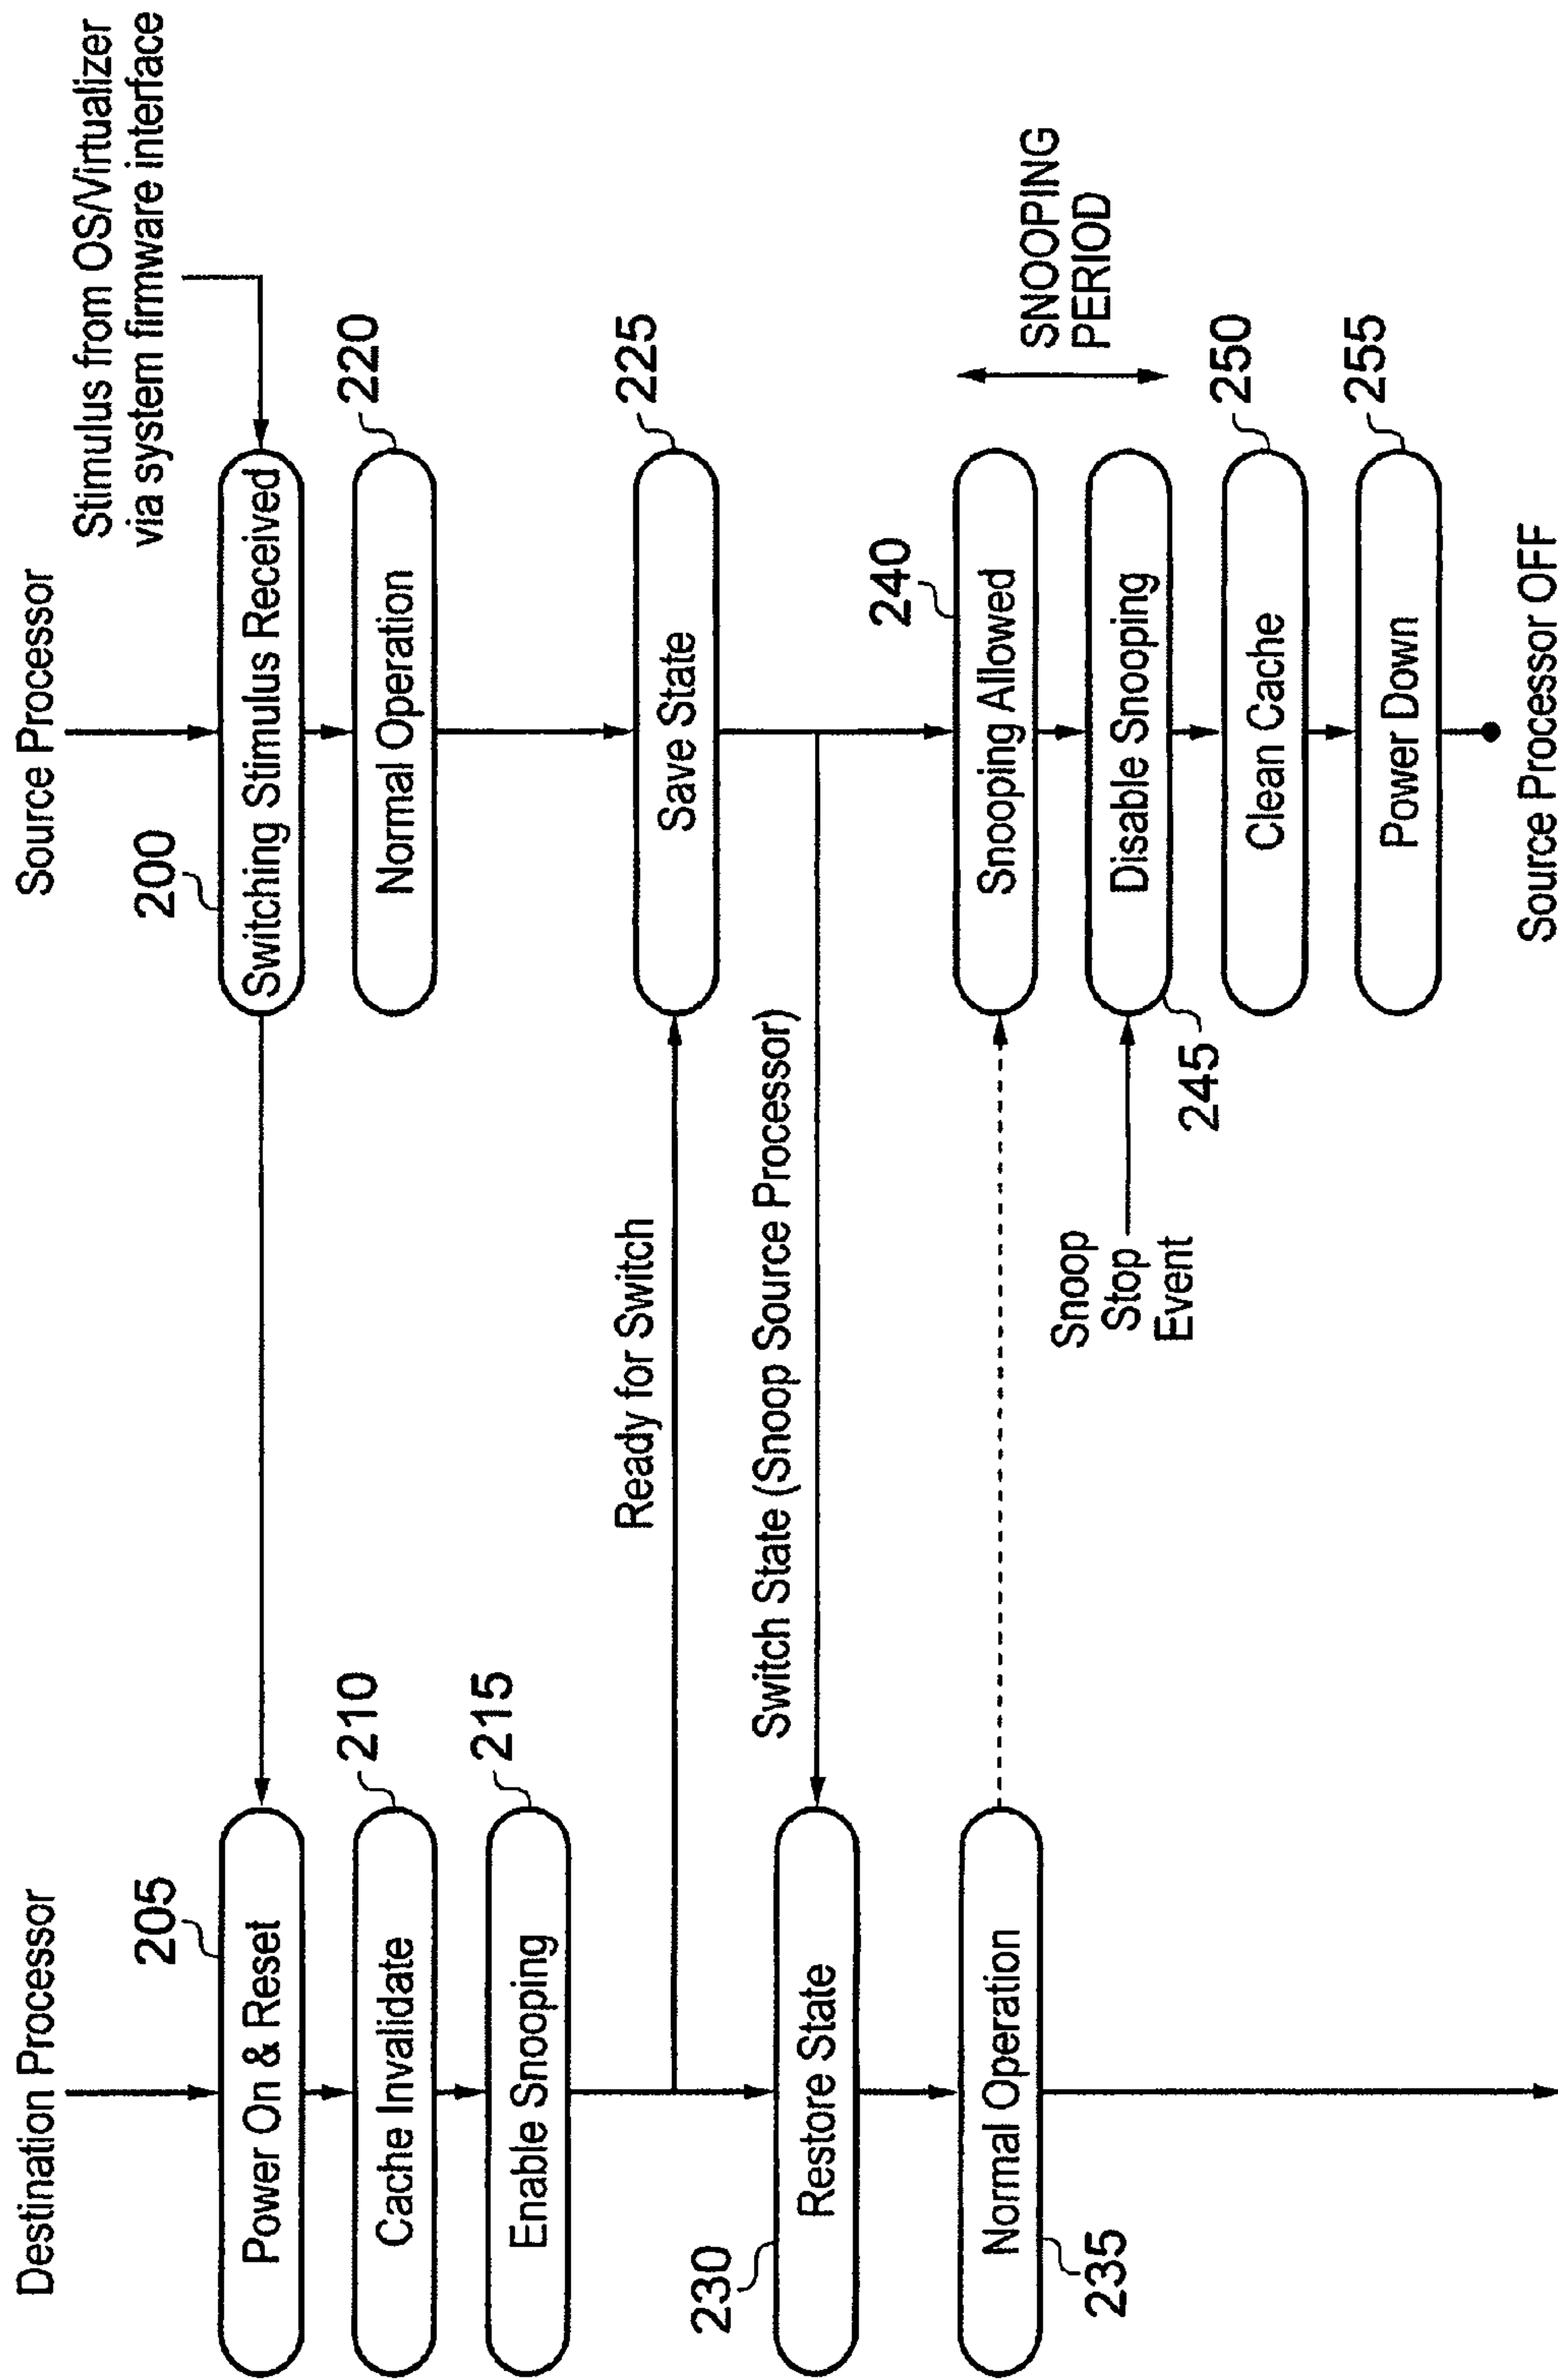 Destination Processor
Source Processor
Stimulus from OS/Virtualizer
via system firmware interface
205
200
Power On & Reset
Switching Stimulus Received
210
Cache Invalidate
220
Normal Operation
215
Enable Snooping
Ready for Switch
225
Save State
Switch State (Snoop Source Processor)
230
Restore State
240
Snooping Allowed
SNOOPING
PERIOD
235
Normal Operation
Snoop
Stop
Event
245
Disable Snooping
250
Clean Cache
255
Power Down
Source Processor OFF